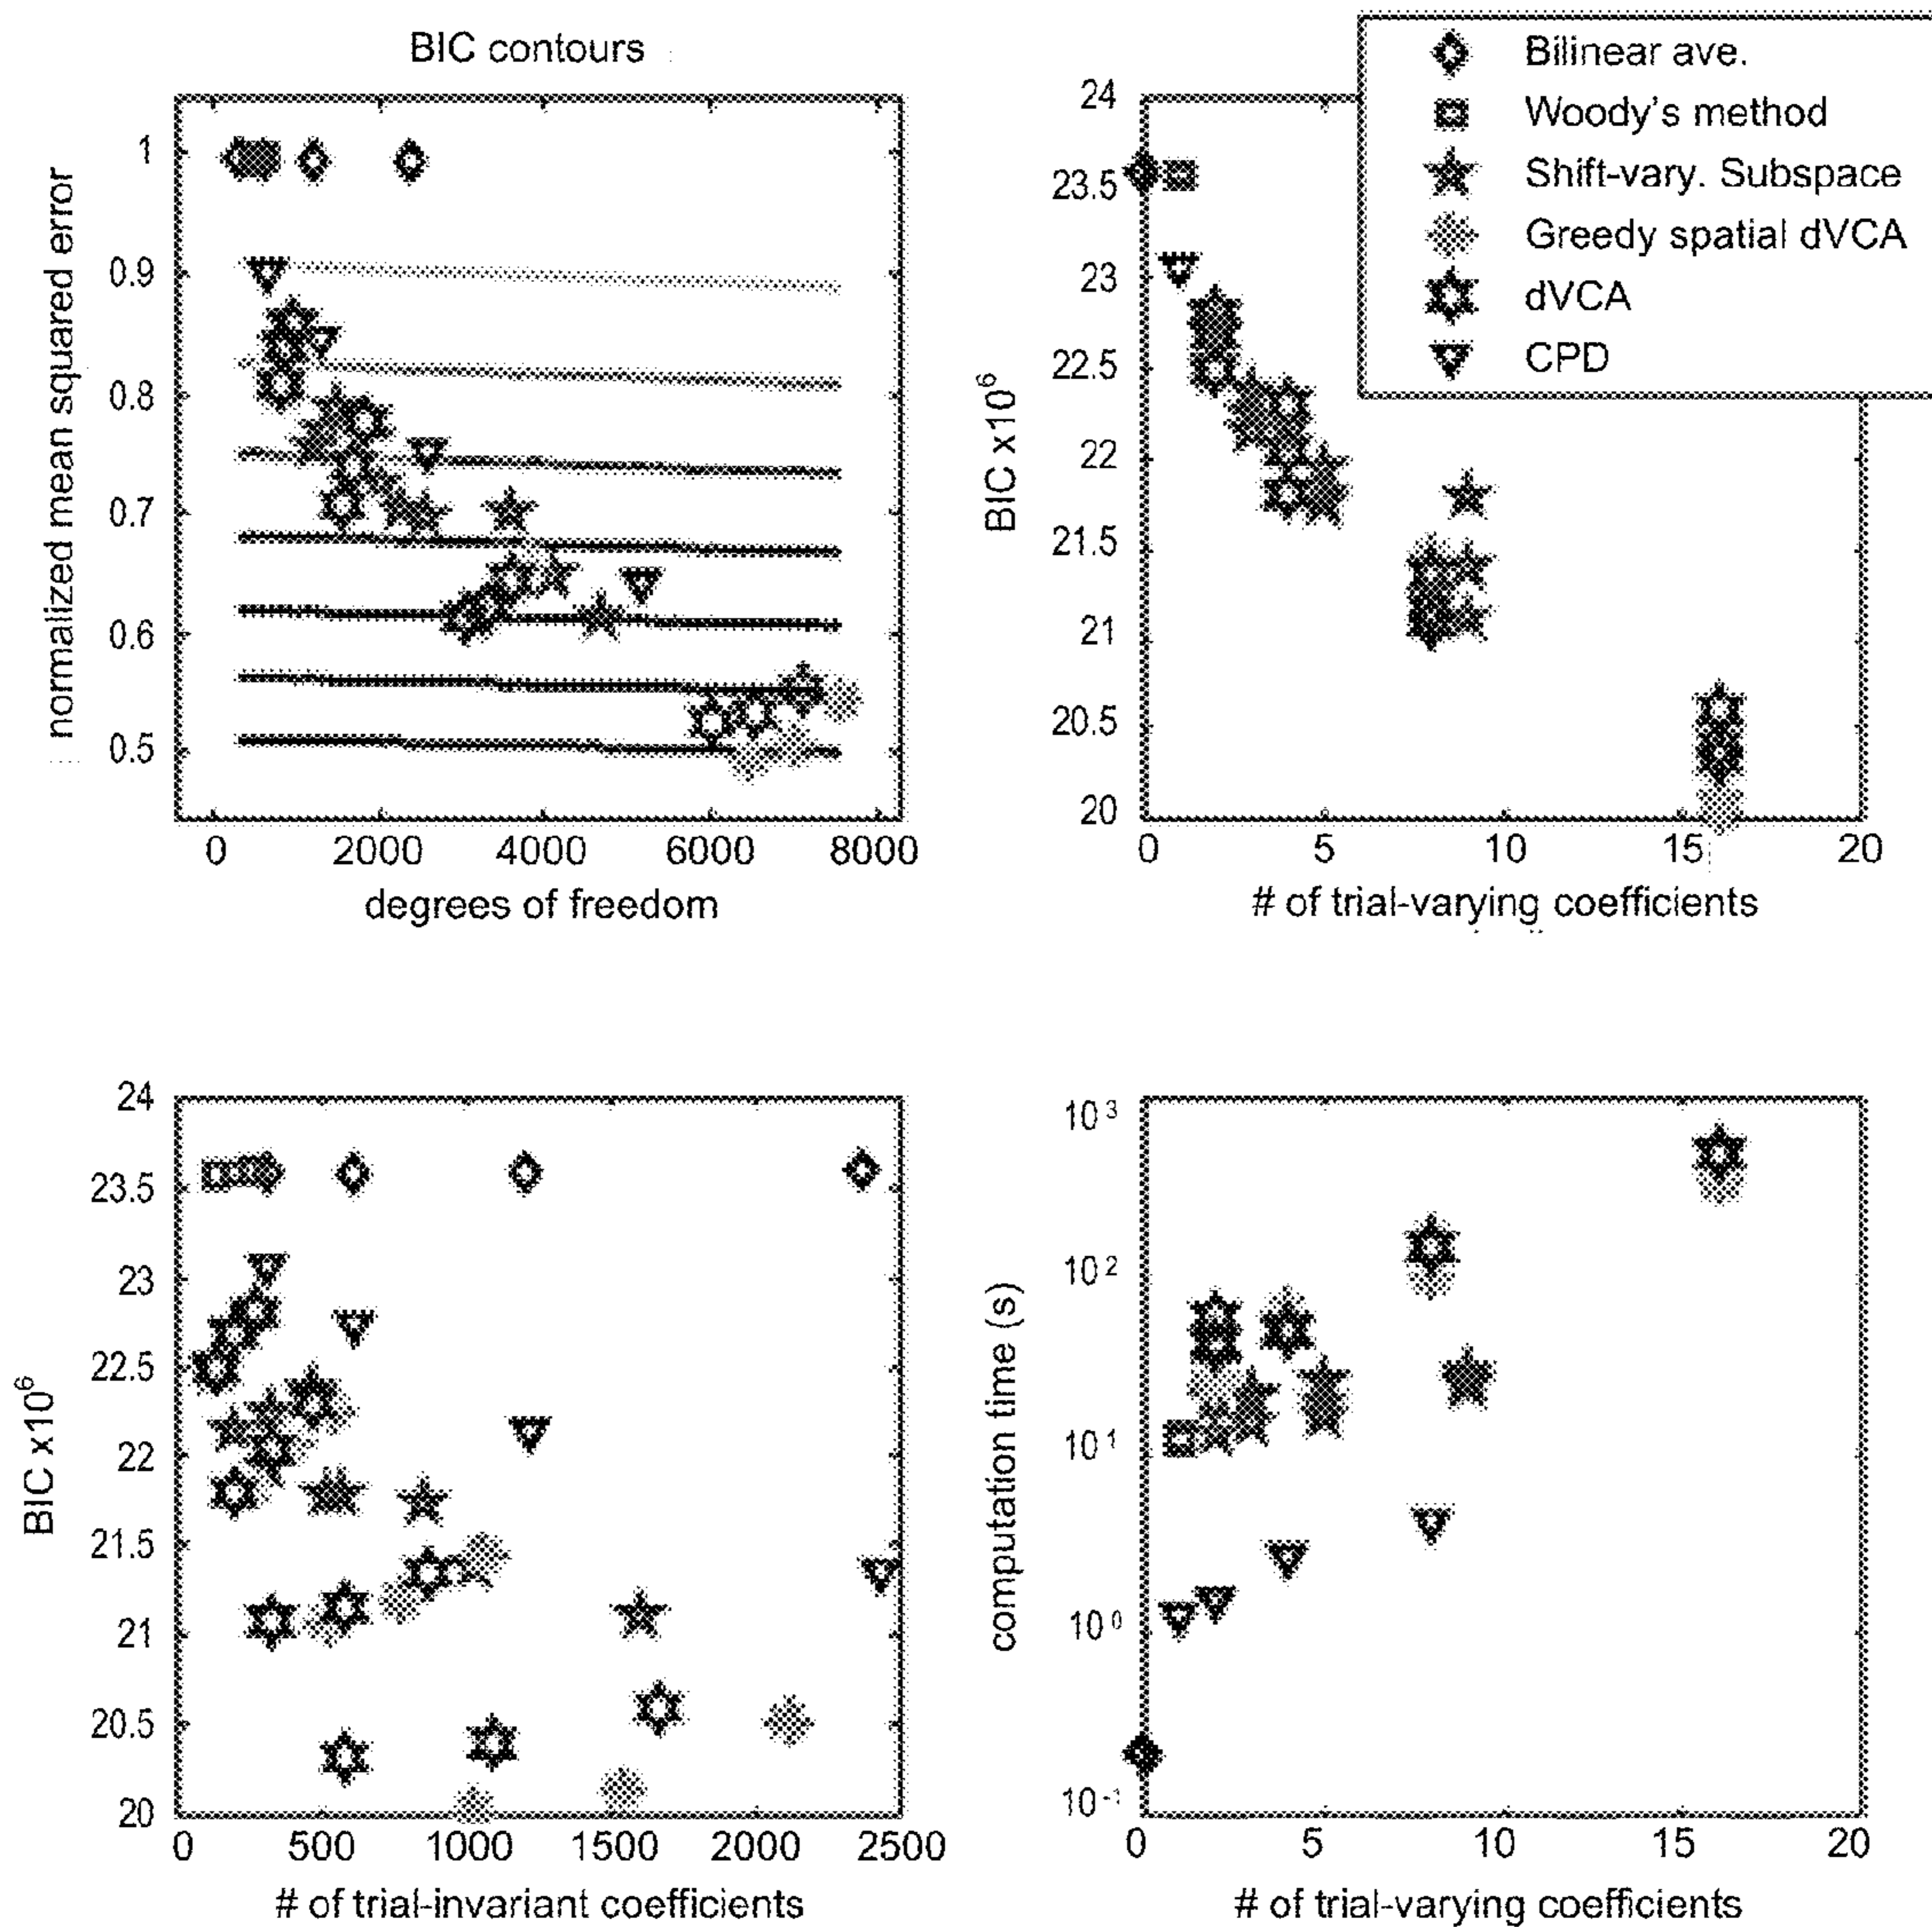 BIC contours
normalized mean squared error
1
0.9
0.8
0.7
0.6
0.5
0 2000 4000 6000 8000
degrees of freedom
Bilinear ave.
Woody's method
Shift-vary. Subspace
Greedy spatial dVCA
dVCA
CPD
BIC x10⁶
24
23.5
23
22.5
22
21.5
21
20.5
20
0 5 10 15 20
# of trial-varying coefficients
BIC x10⁶
24
23.5
23
22.5
22
21.5
21
20.5
20
0 500 1000 1500 2000 2500
# of trial-invariant coefficients
computation time (s)
10³
10²
10¹
10⁰
10⁻¹
0 5 10 15 20
# of trial-varying coefficients